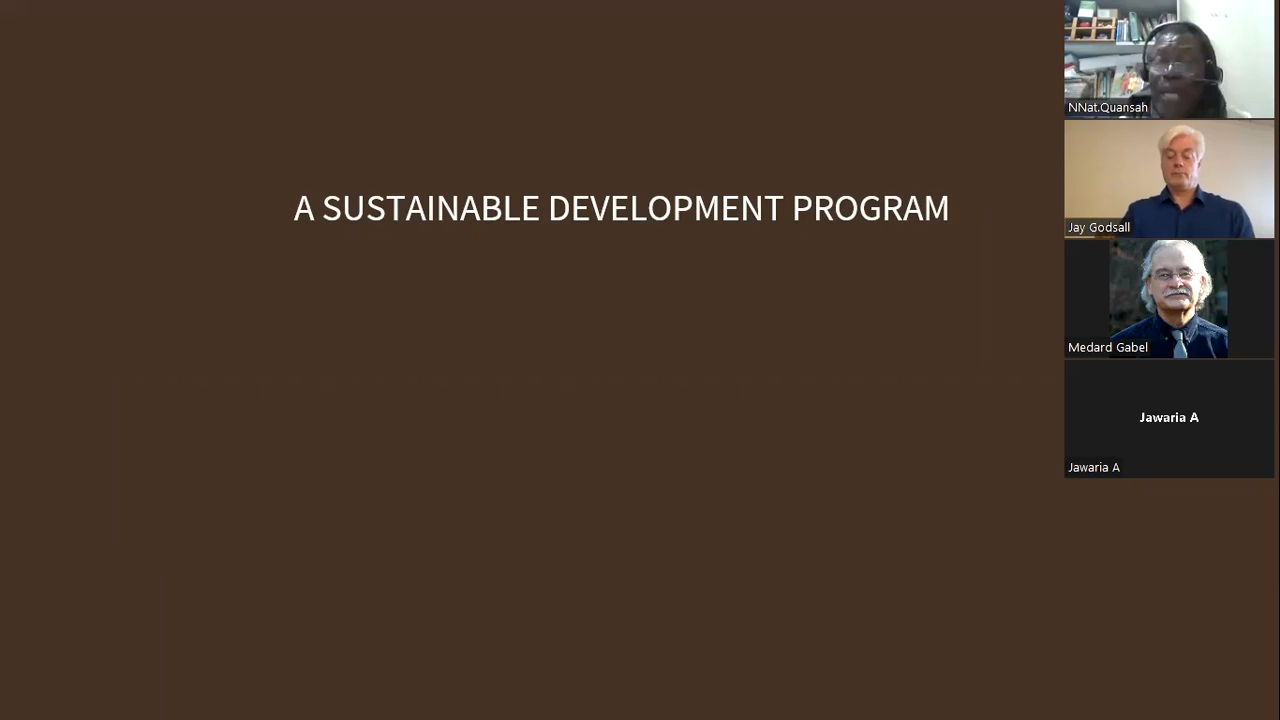 A SUSTAINABLE DEVELOPMENT PROGRAM
NNat.Quansah
Jay Godsall
Medard Gabel
Jawaria A
Jawaria A